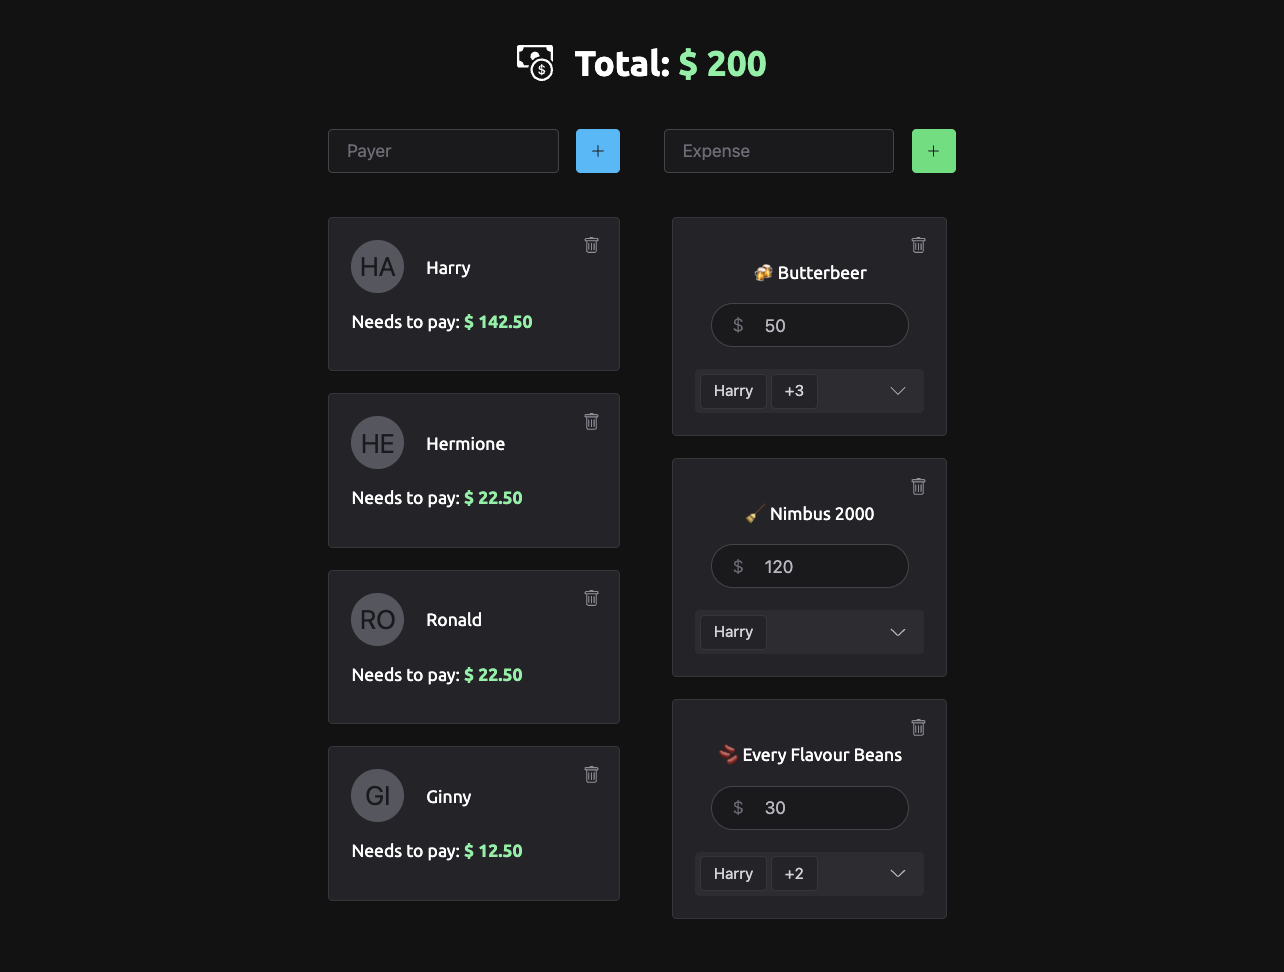 Total: $ 200
Payer
+
Expense
+
HA
Harry
Needs to pay: $ 142.50
HE
Hermione
Needs to pay: $ 22.50
RO
Ronald
Needs to pay: $ 22.50
GI
Ginny
Needs to pay: $ 12.50
🍻 Butterbeer
$ 50
Harry +3
🧹 Nimbus 2000
$ 120
Harry
🫘 Every Flavour Beans
$ 30
Harry +2